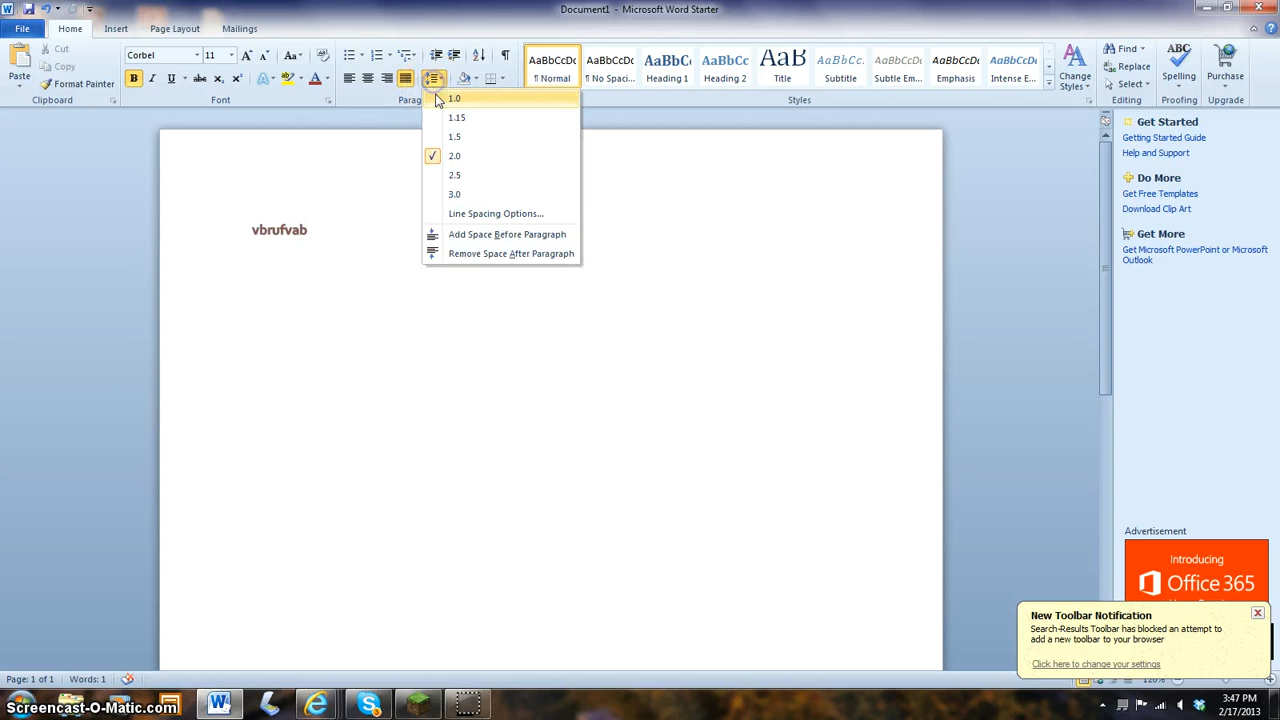 Document1 - Microsoft Word Starter
File Home Insert Page Layout Mailings
Paste
Cut
Copy
Format Painter
Clipboard
Corbel 11
Font
Paragr
AaBbCcDc
¶ Normal
AaBbCcDc
¶ No Spaci...
AaBbC
Heading 1
AaBbCc
Heading 2
AaB
Title
AaBbCc.
Subtitle
AaBbCcDc
Subtle Em...
AaBbCcDc
Emphasis
AaBbCcDc
Intense E...
Styles
Change
Styles
Find
Replace
Select
Editing
Spelling
Proofing
Purchase
Upgrade
1.0
1.15
1.5
2.0
2.5
3.0
Line Spacing Options...
Add Space Before Paragraph
Remove Space After Paragraph
vbrufvab
Get Started
Getting Started Guide
Help and Support
Do More
Get Free Templates
Download Clip Art
Get More
Get Microsoft PowerPoint or Microsoft
Outlook
Advertisement
Introducing
Office 365
New Toolbar Notification
Search-Results Toolbar has blocked an attempt to
add a new toolbar to your browser
Click here to change your settings
Page: 1 of 1 Words: 1
120%
Screencast-O-Matic.com
3:47 PM
2/17/2013